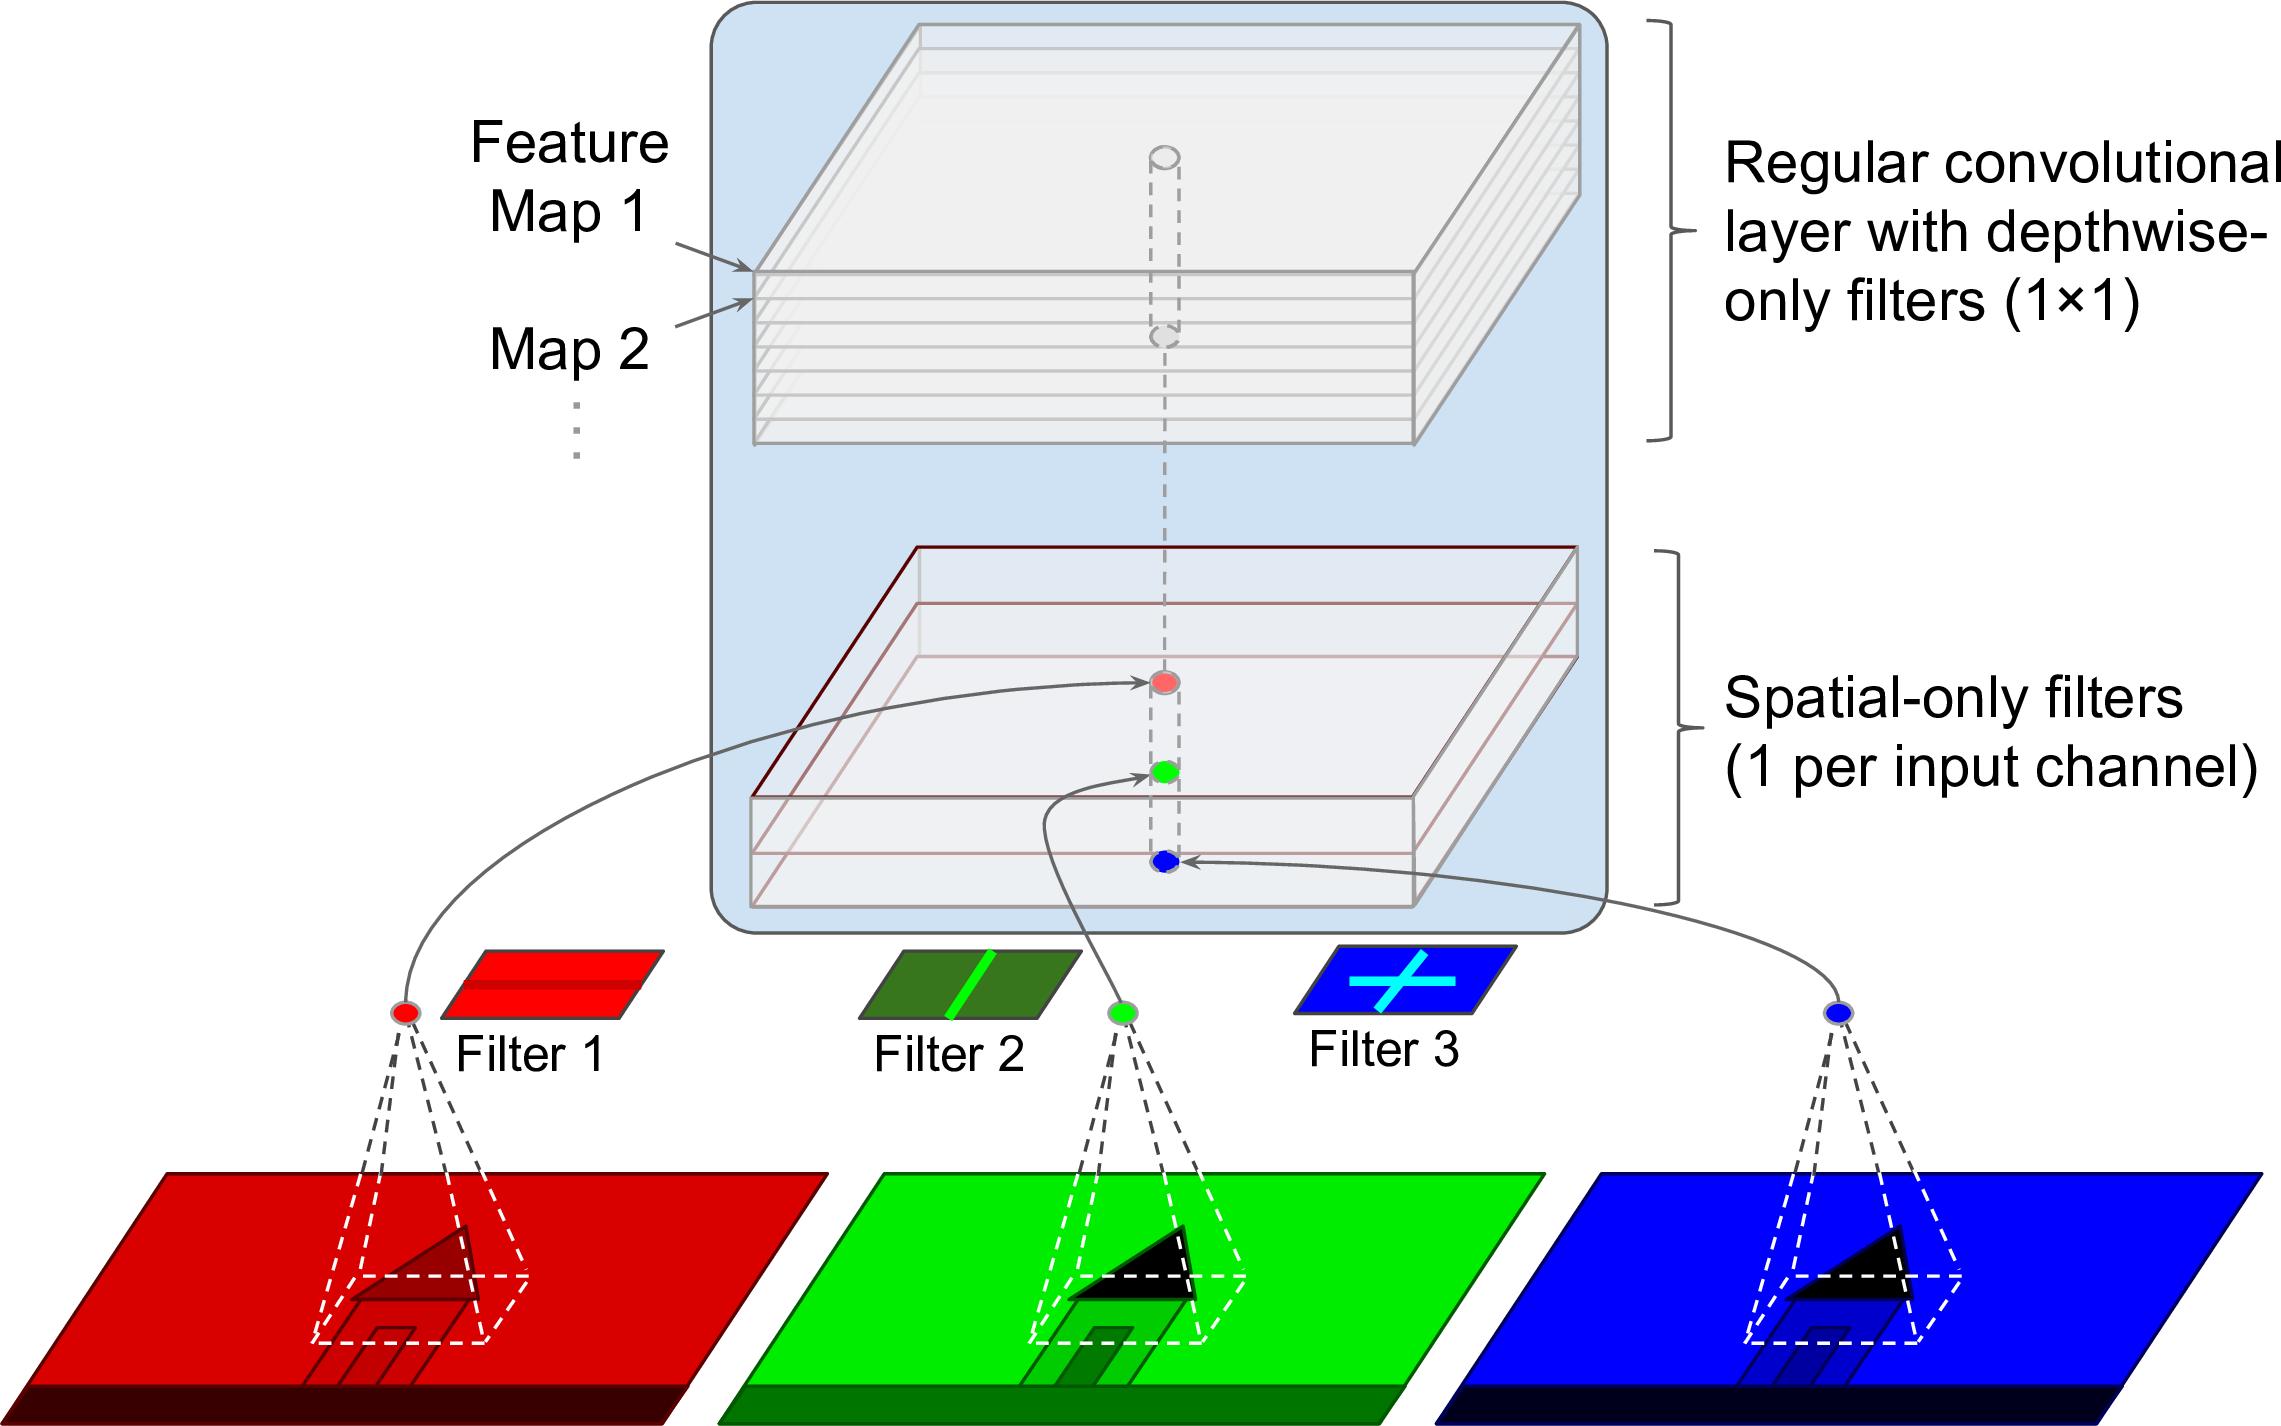 Feature
Map 1
Map 2
Regular convolutional
layer with depthwise-
only filters (1×1)
Spatial-only filters
(1 per input channel)
Filter 1
Filter 2
Filter 3